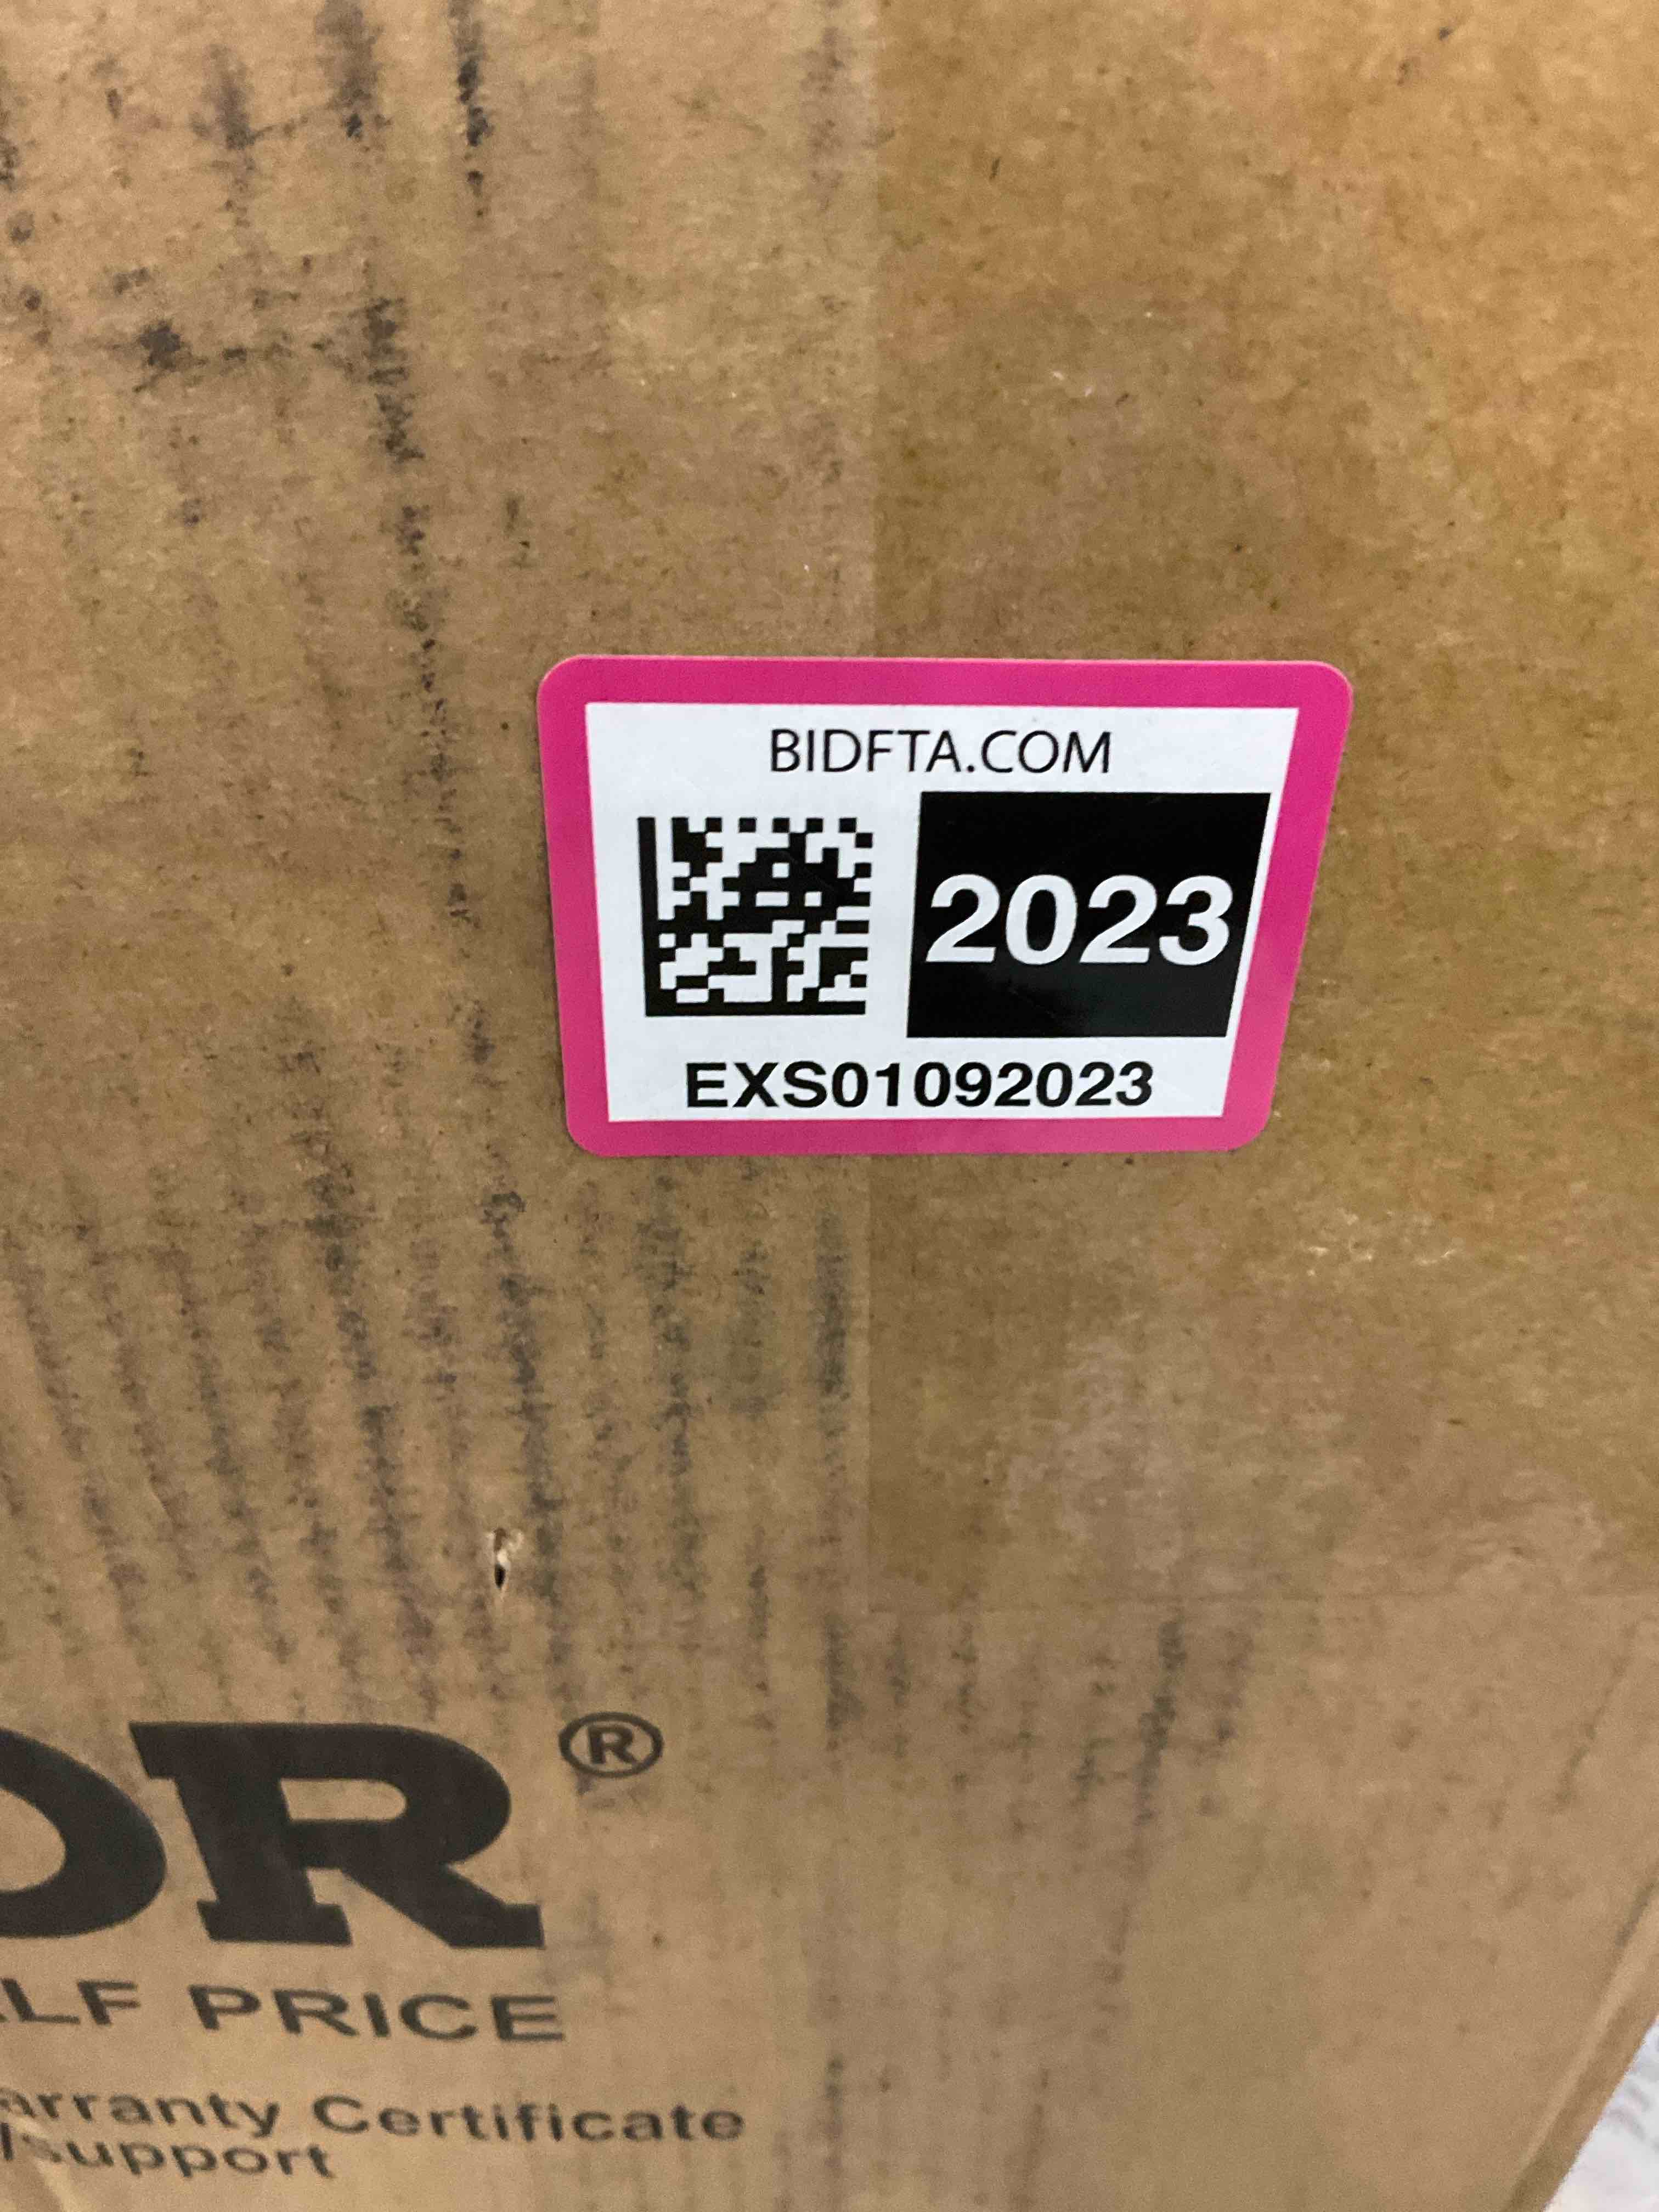 BIDFTA.COM
2023
EXS01092023
OR®
LF PRICE
arranty Certificate
/support